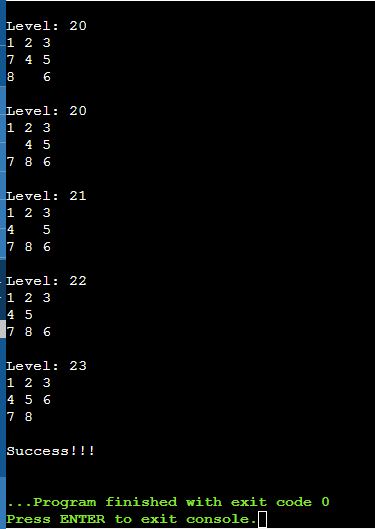 Level: 20
1 2 3
7 4 5
8   6
Level: 20
1 2 3
  4 5
7 8 6
Level: 21
1 2 3
4   5
7 8 6
Level: 22
1 2 3
4 5
7 8 6
Level: 23
1 2 3
4 5 6
7 8
Success!!!
...Program finished with exit code 0
Press ENTER to exit console.